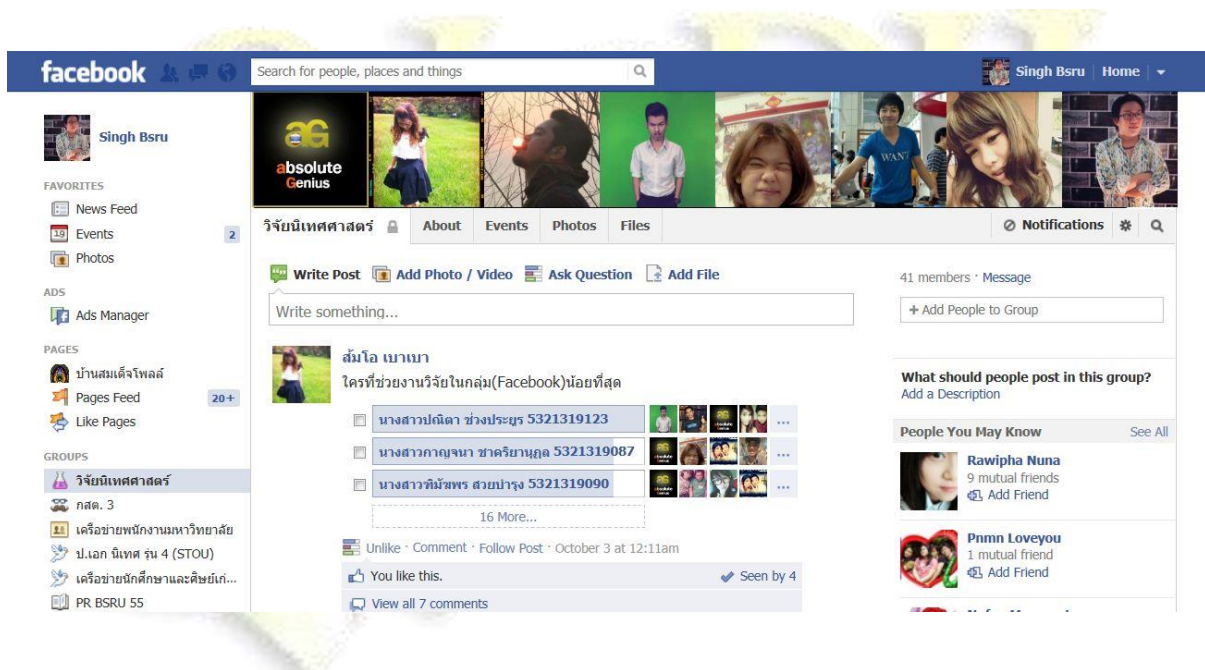 facebook
Search for people, places and things
Singh Bsru
Home
Singh Bsru
FAVORITES
News Feed
19 Events 2
Photos
ADS
Ads Manager
PAGES
บ้านสมเด็จโพลล์
Pages Feed 20+
Like Pages
GROUPS
วิจัยนิเทศศาสตร์
กสต. 3
เครือข่ายพนักงานมหาวิทยาลัย
ป.เอก นิเทศ รุ่น 4 (STOU)
เครือข่ายนักศึกษาและศิษย์เก่...
PR BSRU 55
aG
absolute
Genius
WANT
วิจัยนิเทศศาสตร์ About Events Photos Files
Notifications
Write Post Add Photo / Video Ask Question Add File
Write something...
ส้มโอ เบาเบา
ใครที่ช่วยงานวิจัยในกลุ่ม(Facebook)น้อยที่สุด
นางสาวปณิตา ช่วงประยูร 5321319123 ...
นางสาวกาญจนา ชาคริยานุกูล 5321319087 ...
นางสาวทิมัฆพร สวยบำรุง 5321319090 ...
16 More...
Unlike · Comment · Follow Post · October 3 at 12:11am
You like this. Seen by 4
View all 7 comments
41 members · Message
+ Add People to Group
What should people post in this group?
Add a Description
People You May Know See All
Rawipha Nuna
9 mutual friends
Add Friend
Pnmn Loveyou
1 mutual friend
Add Friend